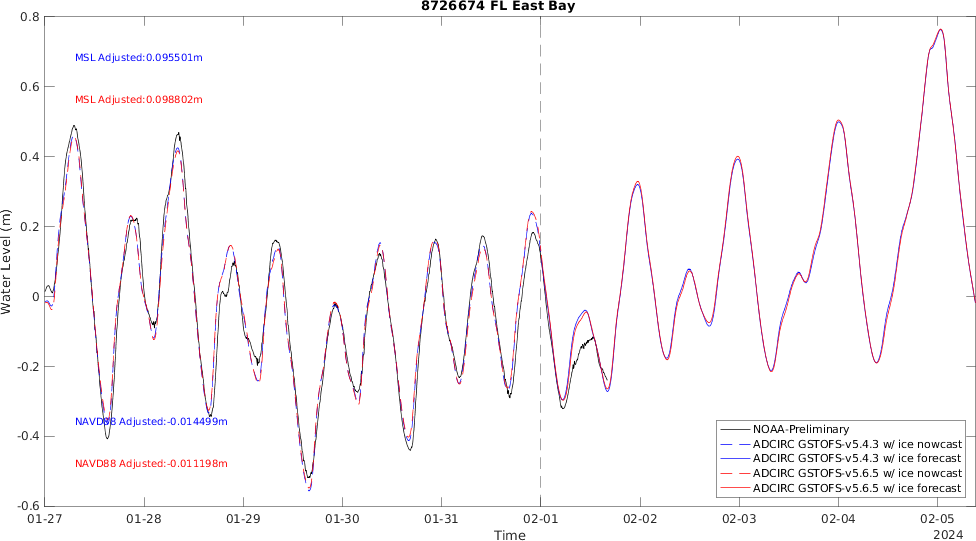 8726674 FL East Bay
0.8
0.6
0.4
0.2
0
-0.2
-0.4
-0.6
Water Level (m)
MSL Adjusted:0.095501m
MSL Adjusted:0.098802m
NAVD88 Adjusted:-0.014499m
NAVD88 Adjusted:-0.011198m
NOAA-Preliminary
ADCIRC GSTOFS-v5.4.3 w/ ice nowcast
ADCIRC GSTOFS-v5.4.3 w/ ice forecast
ADCIRC GSTOFS-v5.6.5 w/ ice nowcast
ADCIRC GSTOFS-v5.6.5 w/ ice forecast
01-27 01-28 01-29 01-30 01-31 02-01 02-02 02-03 02-04 02-05
Time
2024